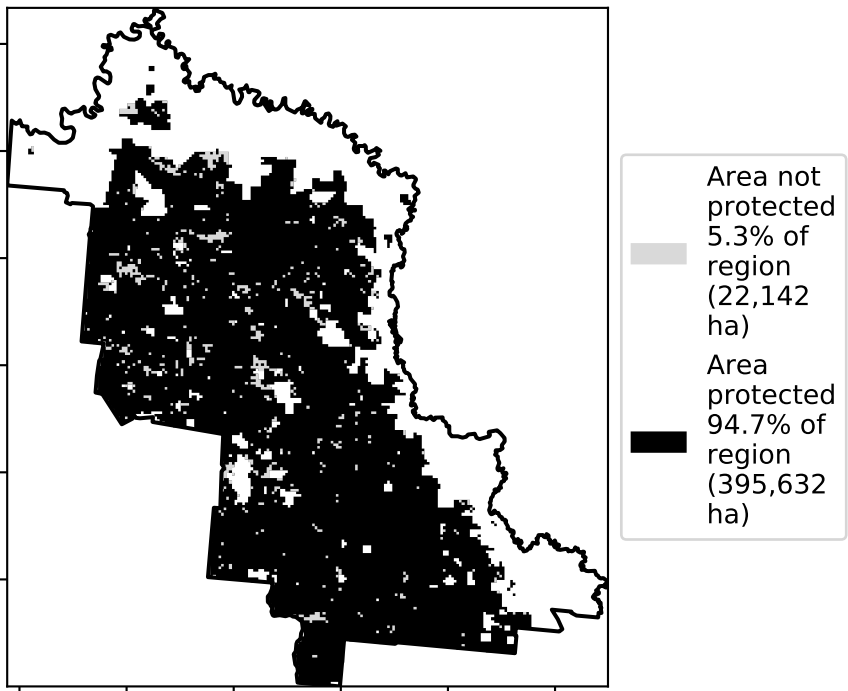 Area not
protected
5.3% of
region
(22,142
ha)
Area
protected
94.7% of
region
(395,632
ha)